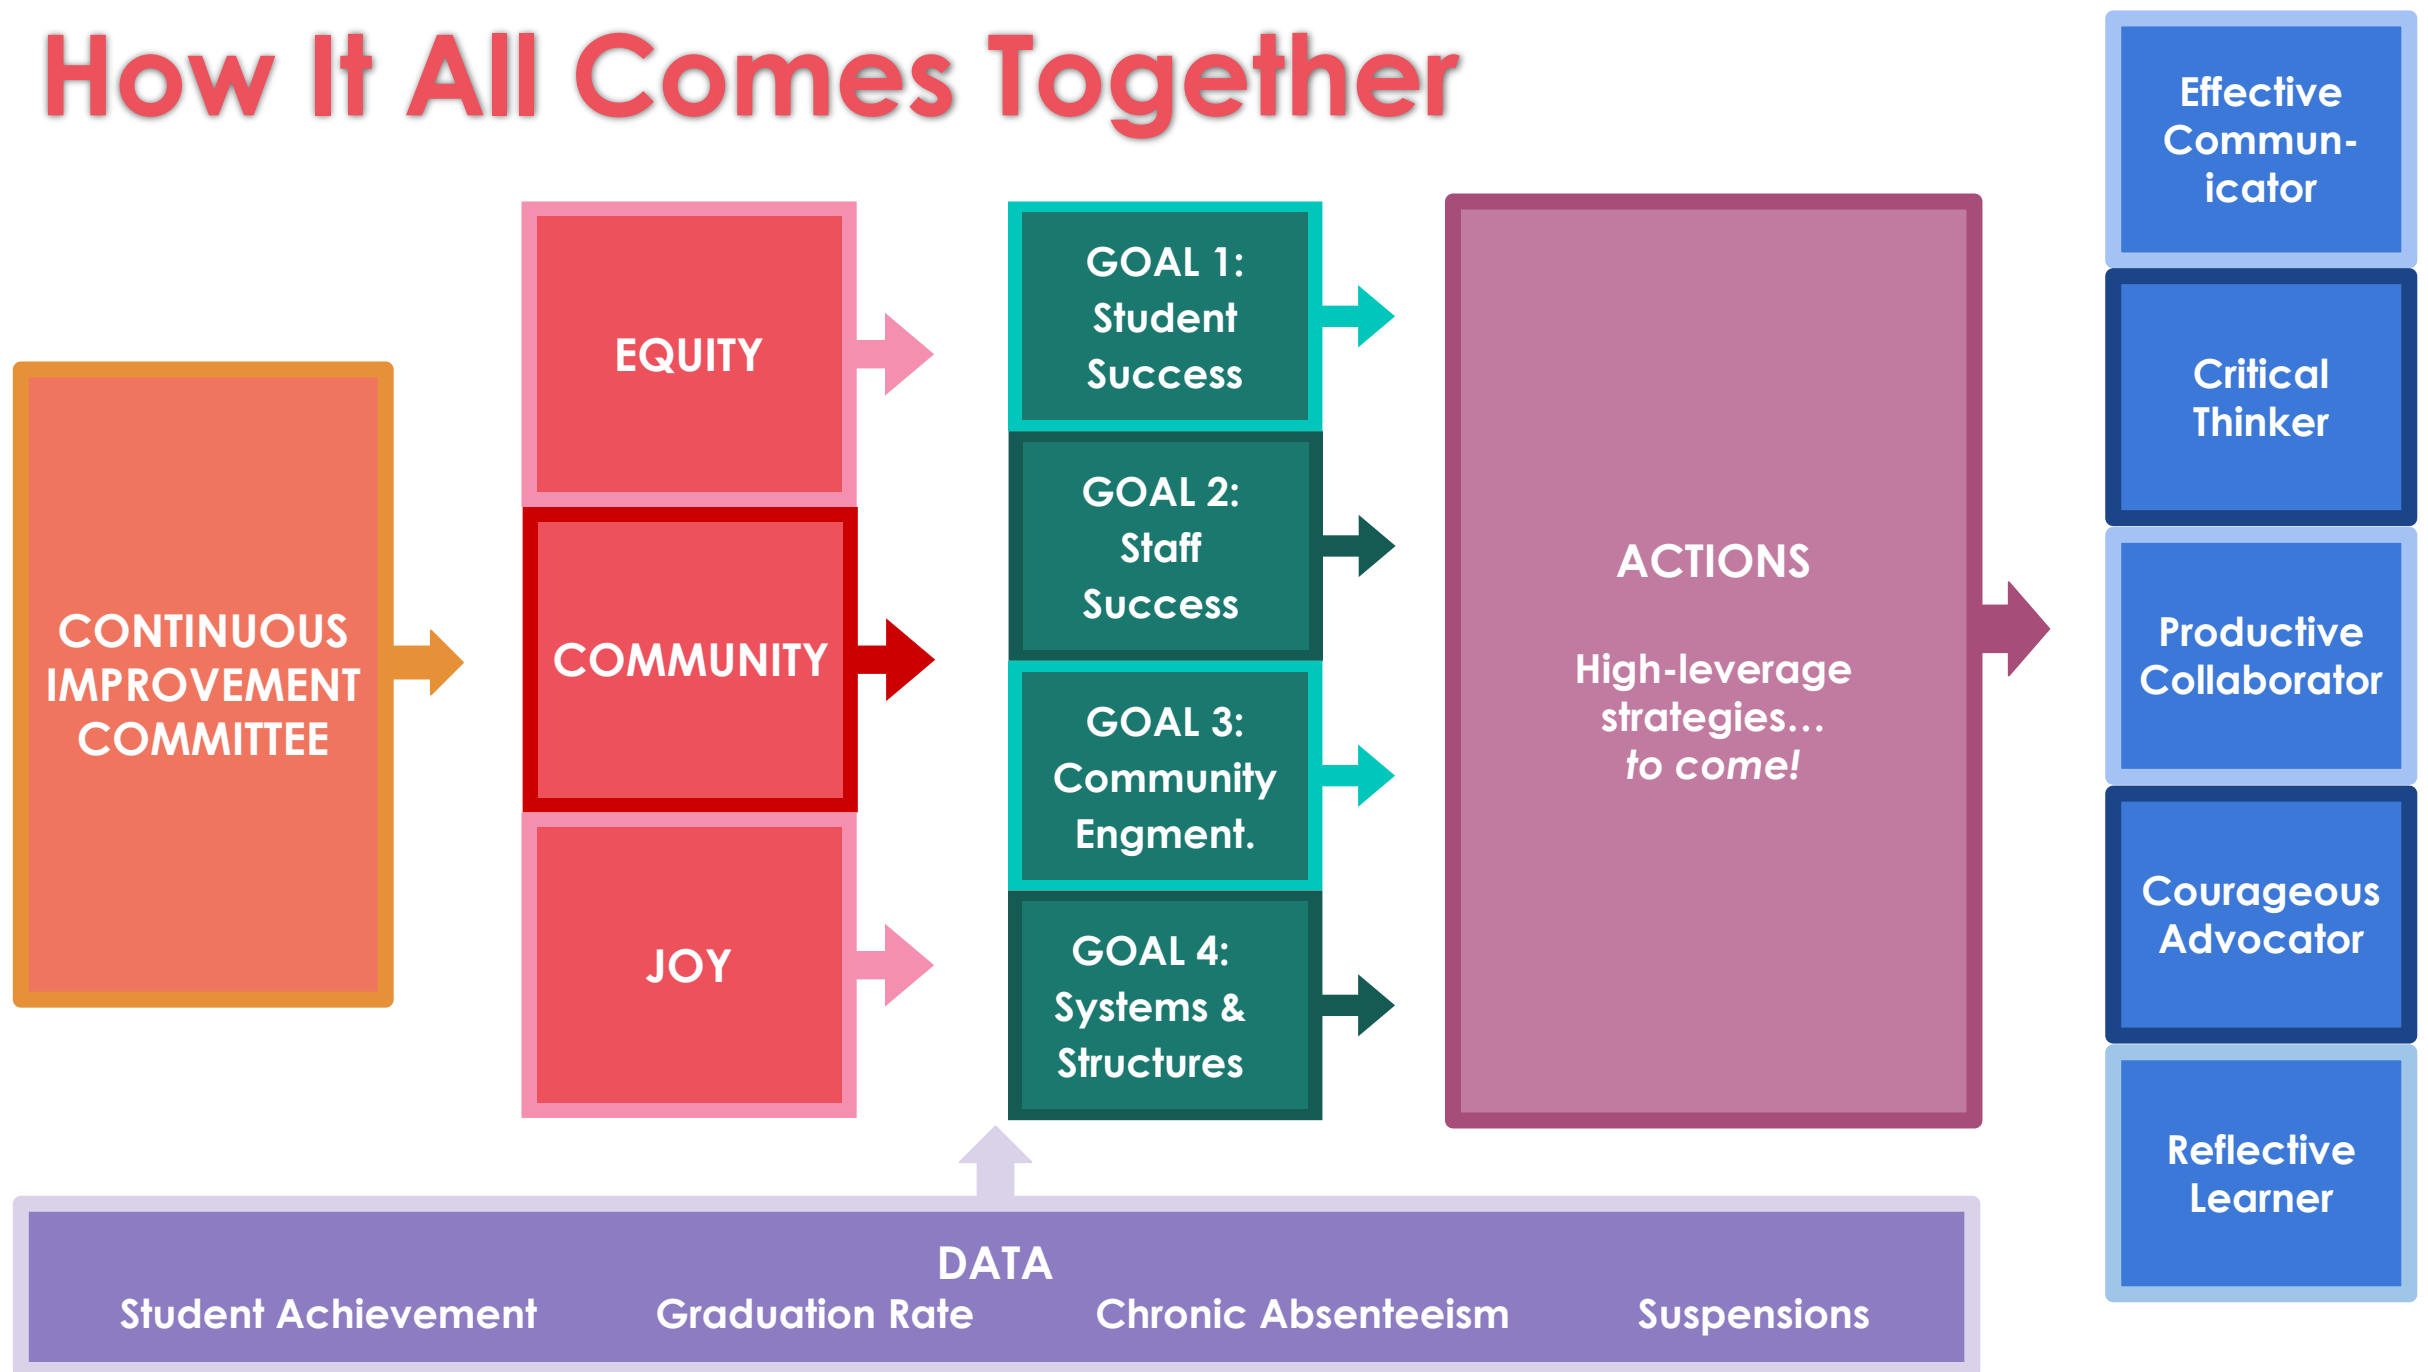 How It All Comes Together
CONTINUOUS
IMPROVEMENT
COMMITTEE
EQUITY
COMMUNITY
JOY
GOAL 1:
Student
Success
GOAL 2:
Staff
Success
GOAL 3:
Community
Engment.
GOAL 4:
Systems &
Structures
ACTIONS
High-leverage
strategies...
to come!
Effective
Commun-
icator
Critical
Thinker
Productive
Collaborator
Courageous
Advocator
Reflective
Learner
DATA
Student Achievement Graduation Rate Chronic Absenteeism Suspensions